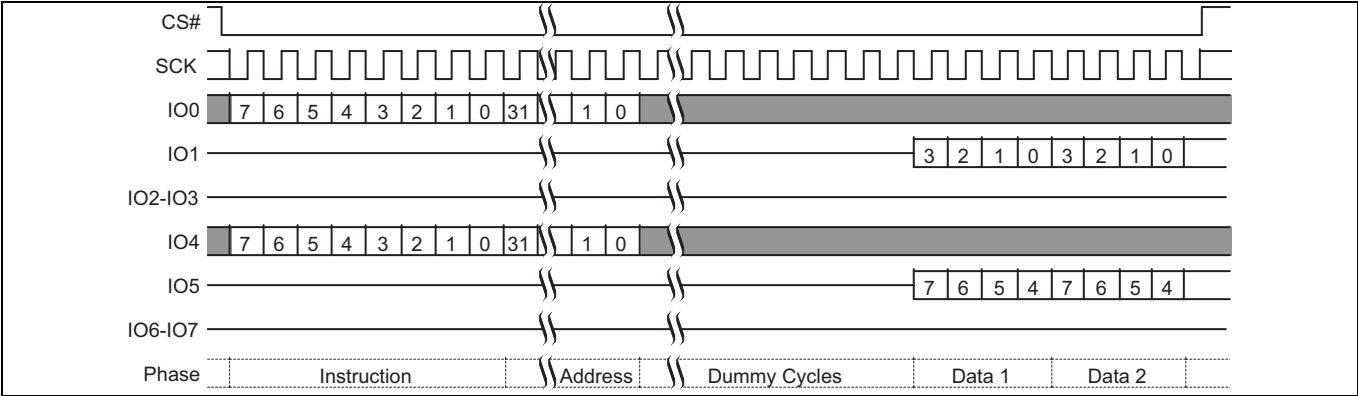 CS#
SCK
IO0 7 6 5 4 3 2 1 0 31 1 0
IO1 3 2 1 0 3 2 1 0
IO2-IO3
IO4 7 6 5 4 3 2 1 0 31 1 0
IO5 7 6 5 4 7 6 5 4
IO6-IO7
Phase Instruction Address Dummy Cycles Data 1 Data 2